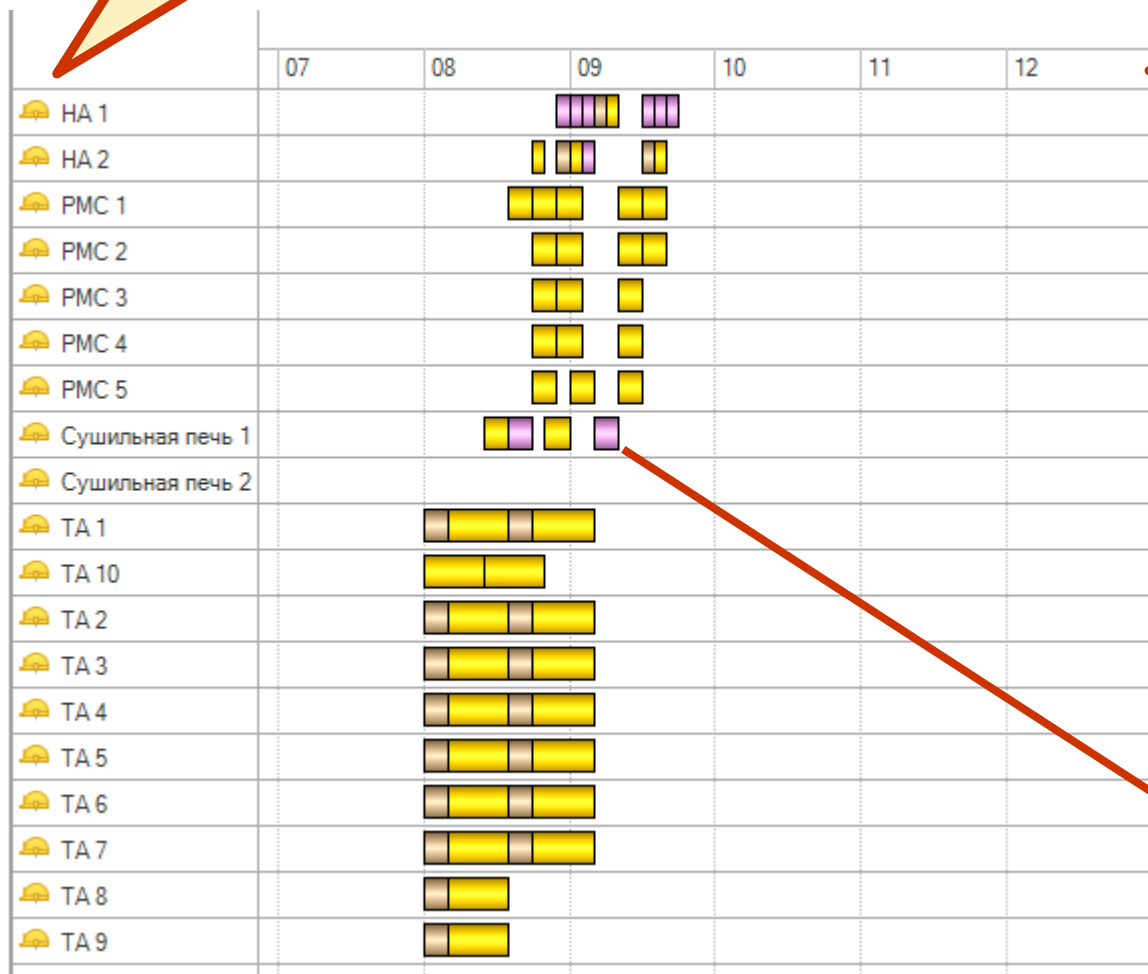 07 08 09 10 11 12
НА 1
НА 2
РМС 1
РМС 2
РМС 3
РМС 4
РМС 5
Сушильная печь 1
Сушильная печь 2
ТА 1
ТА 10
ТА 2
ТА 3
ТА 4
ТА 5
ТА 6
ТА 7
ТА 8
ТА 9